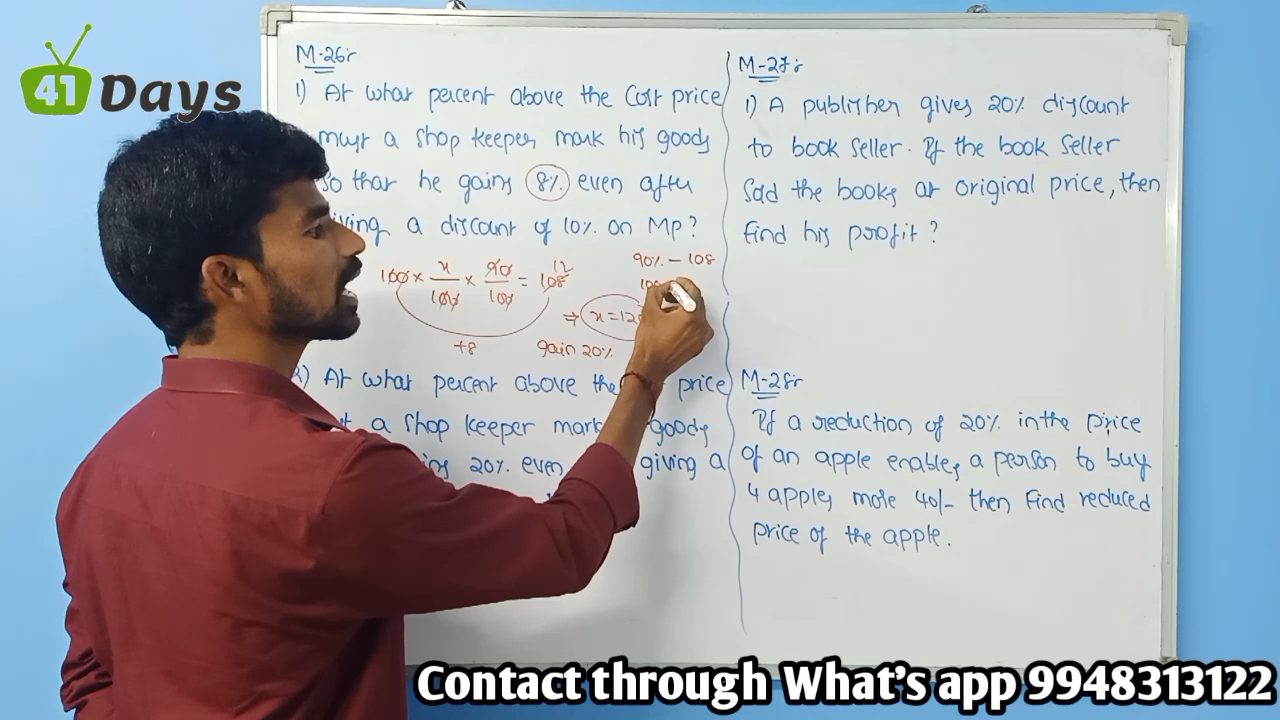 41 Days
M-26:-
1) At what percent above the Cost price
must a shop keeper mark his goods
so that he gains 8% even after
giving a discount of 10% on MP?
100 × x/100 × 90/100 = 108 12
90% - 108
⇒ x = 12
+8 gain 20%
2) At what percent above the price
a shop keeper mark goods
20% even giving a
M-27:-
1) A publisher gives 20% discount
to book seller. If the book seller
Sold the books at original price, then
find his profit?
M-28:-
If a reduction of 20% in the price
of an apple enables a person to buy
4 apples more 40/- then find reduced
price of the apple.
Contact through What's app 9948313122